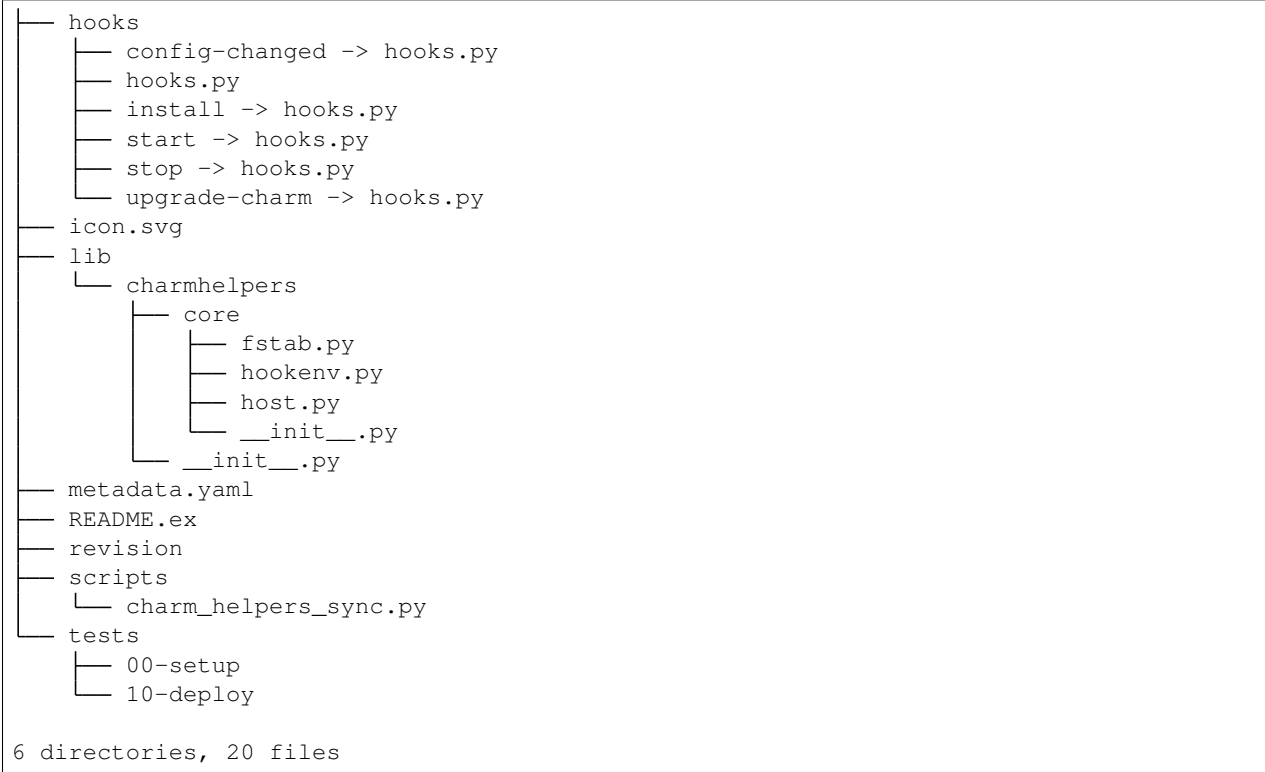 ├── hooks
│   ├── config-changed -> hooks.py
│   ├── hooks.py
│   ├── install -> hooks.py
│   ├── start -> hooks.py
│   ├── stop -> hooks.py
│   └── upgrade-charm -> hooks.py
├── icon.svg
├── lib
│   └── charmhelpers
│       ├── core
│       │   ├── fstab.py
│       │   ├── hookenv.py
│       │   ├── host.py
│       │   └── __init__.py
│       └── __init__.py
├── metadata.yaml
├── README.ex
├── revision
├── scripts
│   └── charm_helpers_sync.py
└── tests
    ├── 00-setup
    └── 10-deploy
6 directories, 20 files